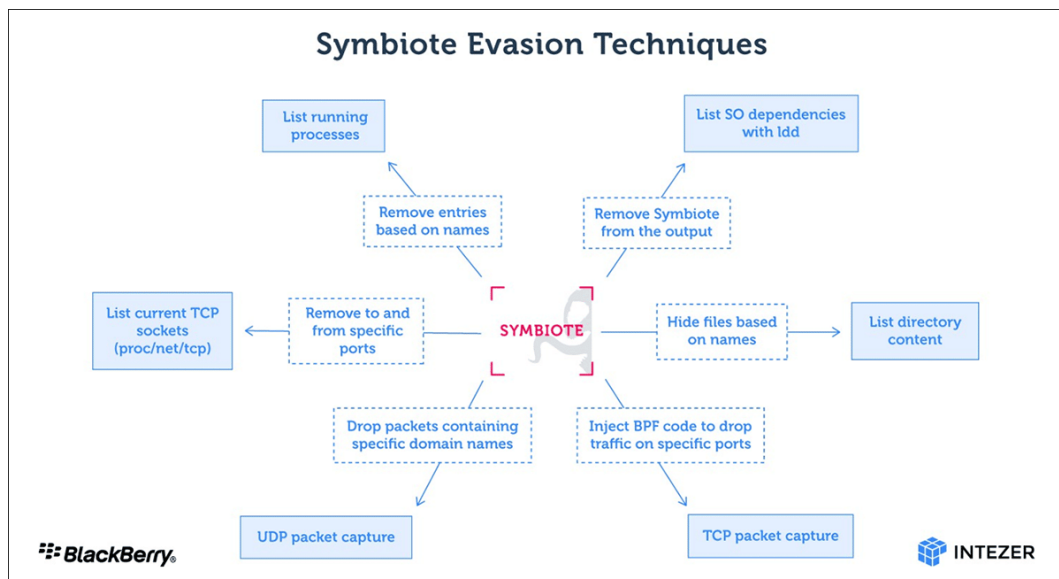 Symbiote Evasion Techniques
List running
processes
List SO dependencies
with ldd
Remove entries
based on names
Remove Symbiote
from the output
List current TCP
sockets
(proc/net/tcp)
Remove to and
from specific
ports
SYMBIOTE
Hide files based
on names
List directory
content
Drop packets containing
specific domain names
Inject BPF code to drop
traffic on specific ports
UDP packet capture
TCP packet capture
BlackBerry®
INTEZER